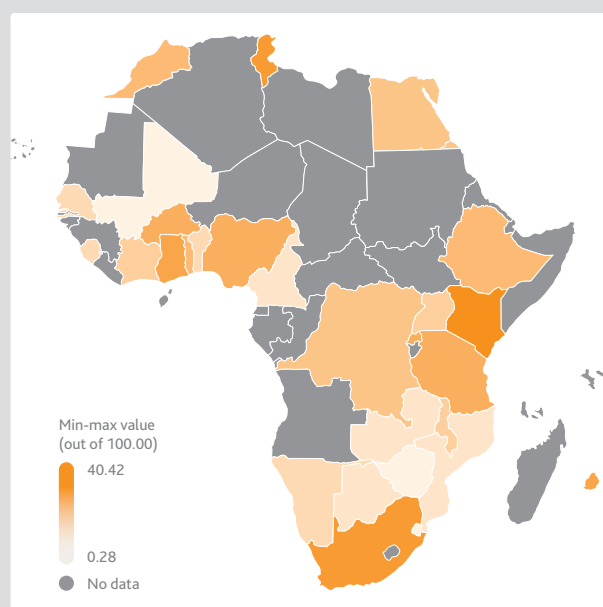 Min-max value
(out of 100.00)
40.42
0.28
No data